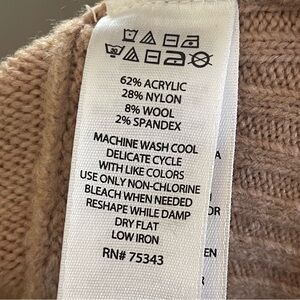 62% ACRYLIC
28% NYLON
8% WOOL
2% SPANDEX
MACHINE WASH COOL
DELICATE CYCLE
WITH LIKE COLORS
USE ONLY NON-CHLORINE
BLEACH WHEN NEEDED
RESHAPE WHILE DAMP
DRY FLAT
LOW IRON
RN# 75343